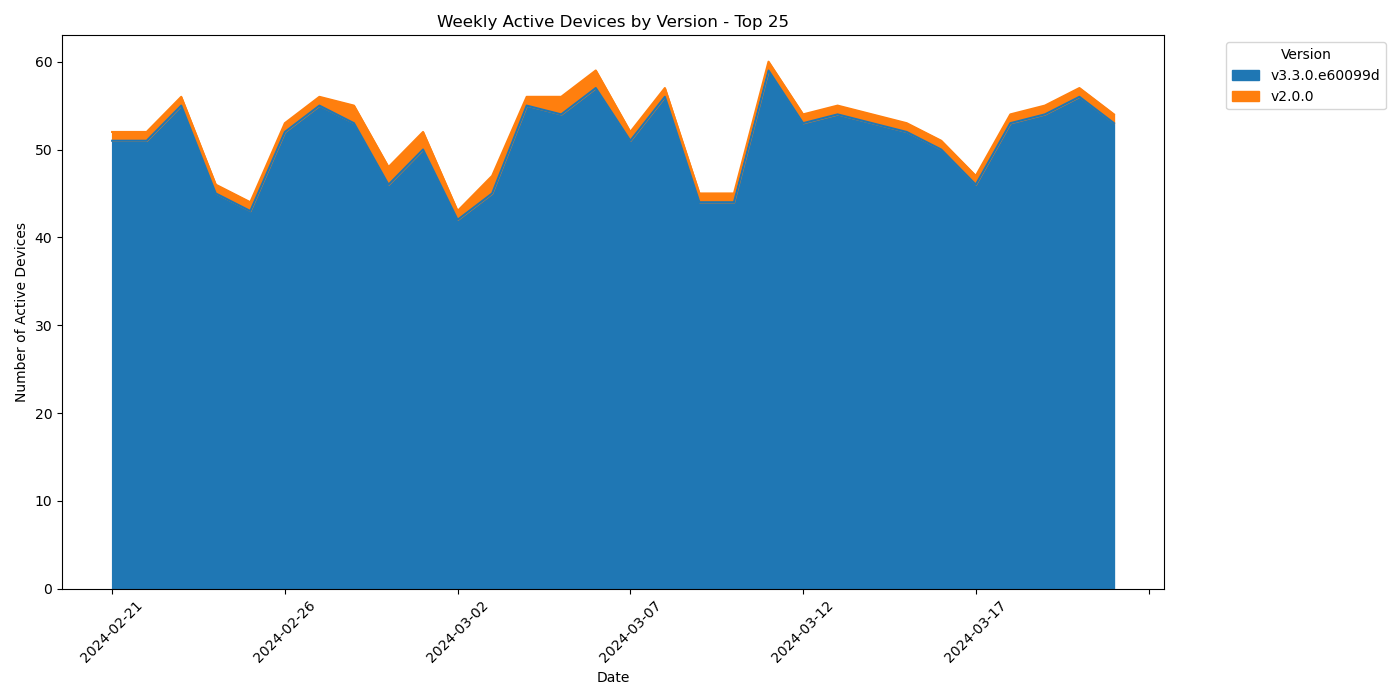 Weekly Active Devices by Version - Top 25
Version
v3.3.0.e60099d
v2.0.0
Number of Active Devices
60
50
40
30
20
10
0
2024-02-21
2024-02-26
2024-03-02
2024-03-07
2024-03-12
2024-03-17
Date